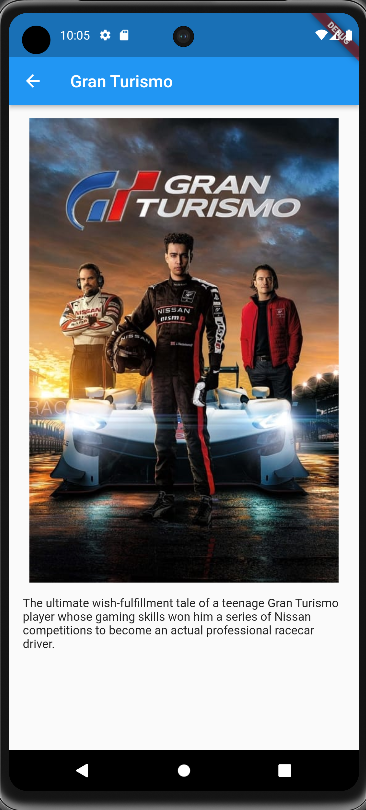 10:05
DEBUG
Gran Turismo
GRAN
TURISMO
NISSAN
nismo
The ultimate wish-fulfillment tale of a teenage Gran Turismo
player whose gaming skills won him a series of Nissan
competitions to become an actual professional racecar
driver.